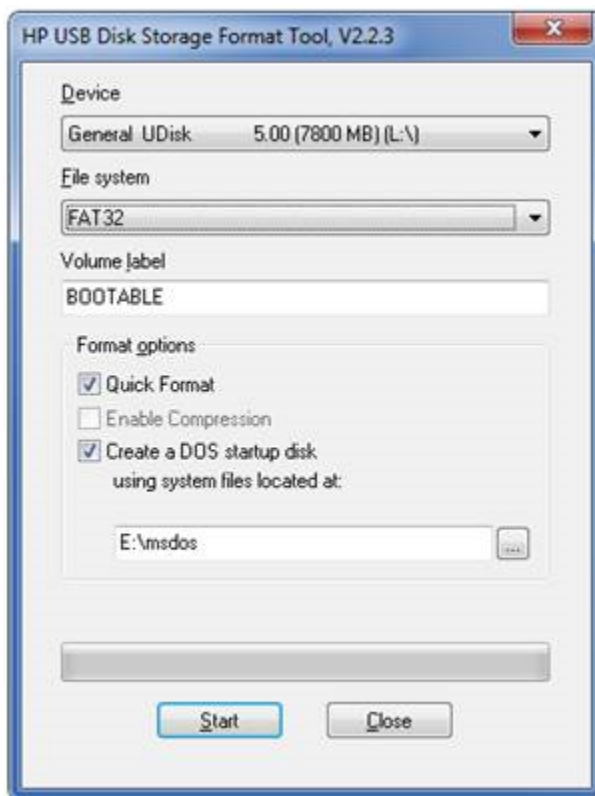 HP USB Disk Storage Format Tool, V2.2.3
Device
General UDisk 5.00 (7800 MB) (L:\)
File system
FAT32
Volume label
BOOTABLE
Format options
Quick Format
Enable Compression
Create a DOS startup disk
using system files located at:
E:\msdos
...
Start Close